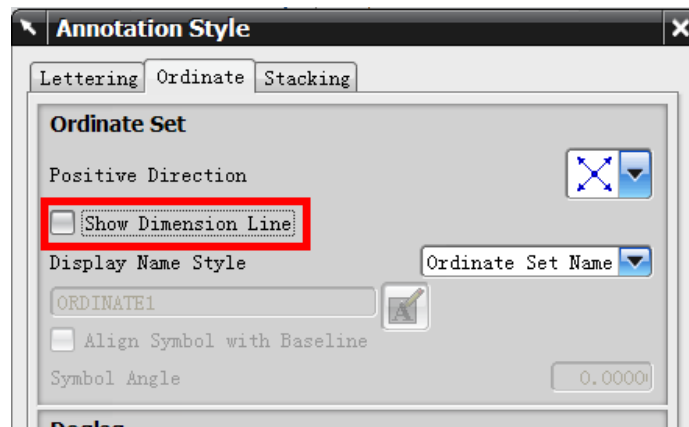 Annotation Style
Lettering Ordinate Stacking
Ordinate Set
Positive Direction
Show Dimension Line
Display Name Style Ordinate Set Name
ORDINATE1
Align Symbol with Baseline
Symbol Angle 0.0000